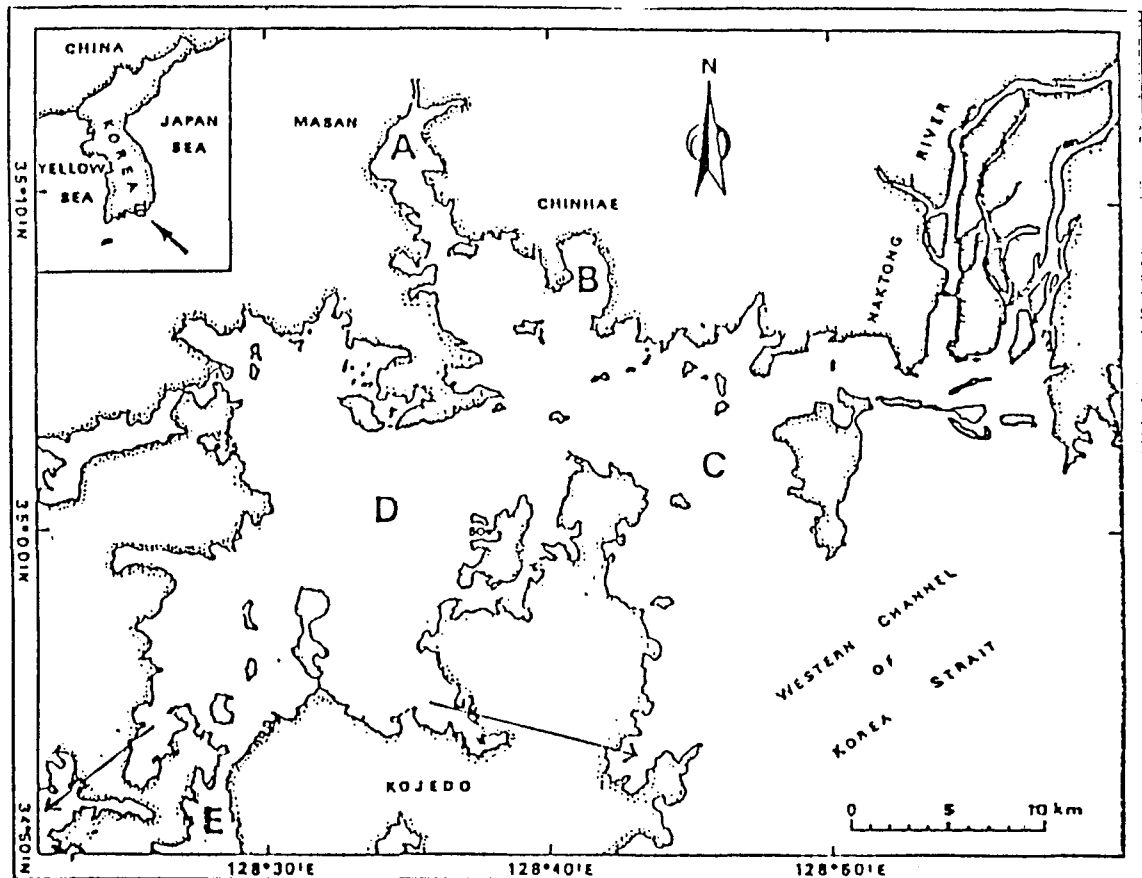 CHINA
KOREA
JAPAN
SEA
YELLOW
SEA
MASAN
A
N
RIVER
NAKTONG
CHINHAE
B
C
D
E
KOJEDO
WESTERN CHANNEL
OF
KOREA STRAIT
0 5 10 km
35°10'N
35°00'N
34°50'N
128°30'E
128°40'E
128°60'E